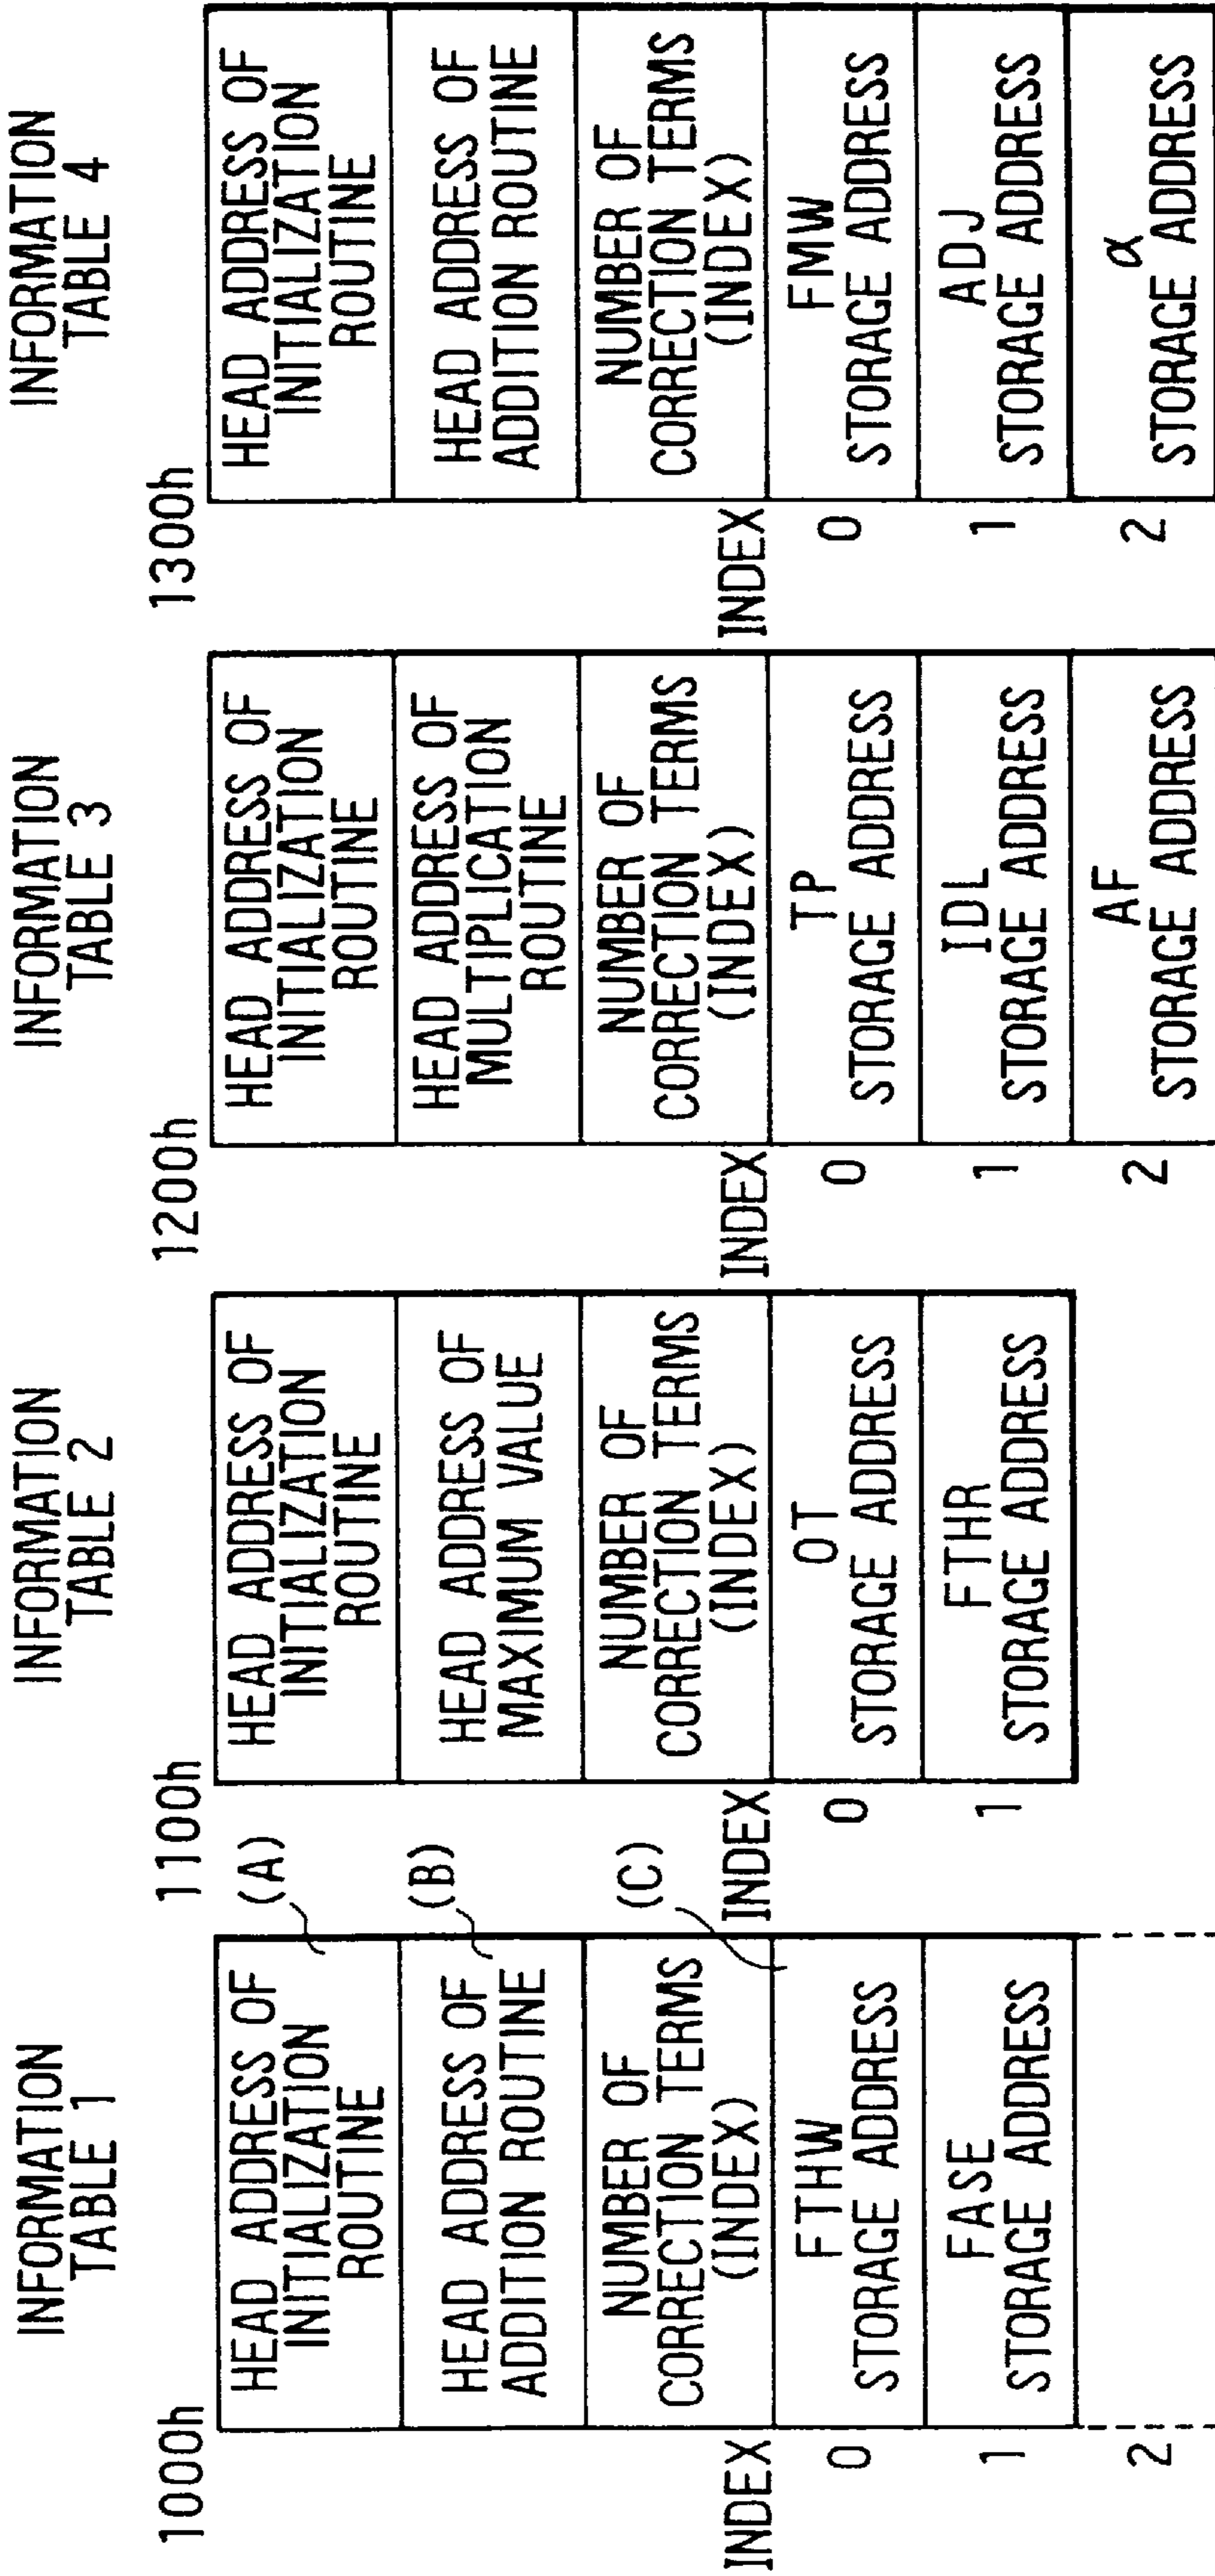 INFORMATION
TABLE 1
1000h
HEAD ADDRESS OF
INITIALIZATION
ROUTINE
(A)
HEAD ADDRESS OF
ADDITION ROUTINE
(B)
NUMBER OF
CORRECTION TERMS
(INDEX)
(C)
INDEX
0
FTHW
STORAGE ADDRESS
1
FASE
STORAGE ADDRESS
2
INFORMATION
TABLE 2
1100h
HEAD ADDRESS OF
INITIALIZATION
ROUTINE
HEAD ADDRESS OF
MAXIMUM VALUE
NUMBER OF
CORRECTION TERMS
(INDEX)
INDEX
0
OT
STORAGE ADDRESS
1
FTHR
STORAGE ADDRESS
INFORMATION
TABLE 3
1200h
HEAD ADDRESS OF
INITIALIZATION
ROUTINE
HEAD ADDRESS OF
MULTIPLICATION
ROUTINE
NUMBER OF
CORRECTION TERMS
(INDEX)
INDEX
0
TP
STORAGE ADDRESS
1
IDL
STORAGE ADDRESS
2
AF
STORAGE ADDRESS
INFORMATION
TABLE 4
1300h
HEAD ADDRESS OF
INITIALIZATION
ROUTINE
HEAD ADDRESS OF
ADDITION ROUTINE
NUMBER OF
CORRECTION TERMS
(INDEX)
INDEX
0
FMW
STORAGE ADDRESS
1
ADJ
STORAGE ADDRESS
2
α
STORAGE ADDRESS